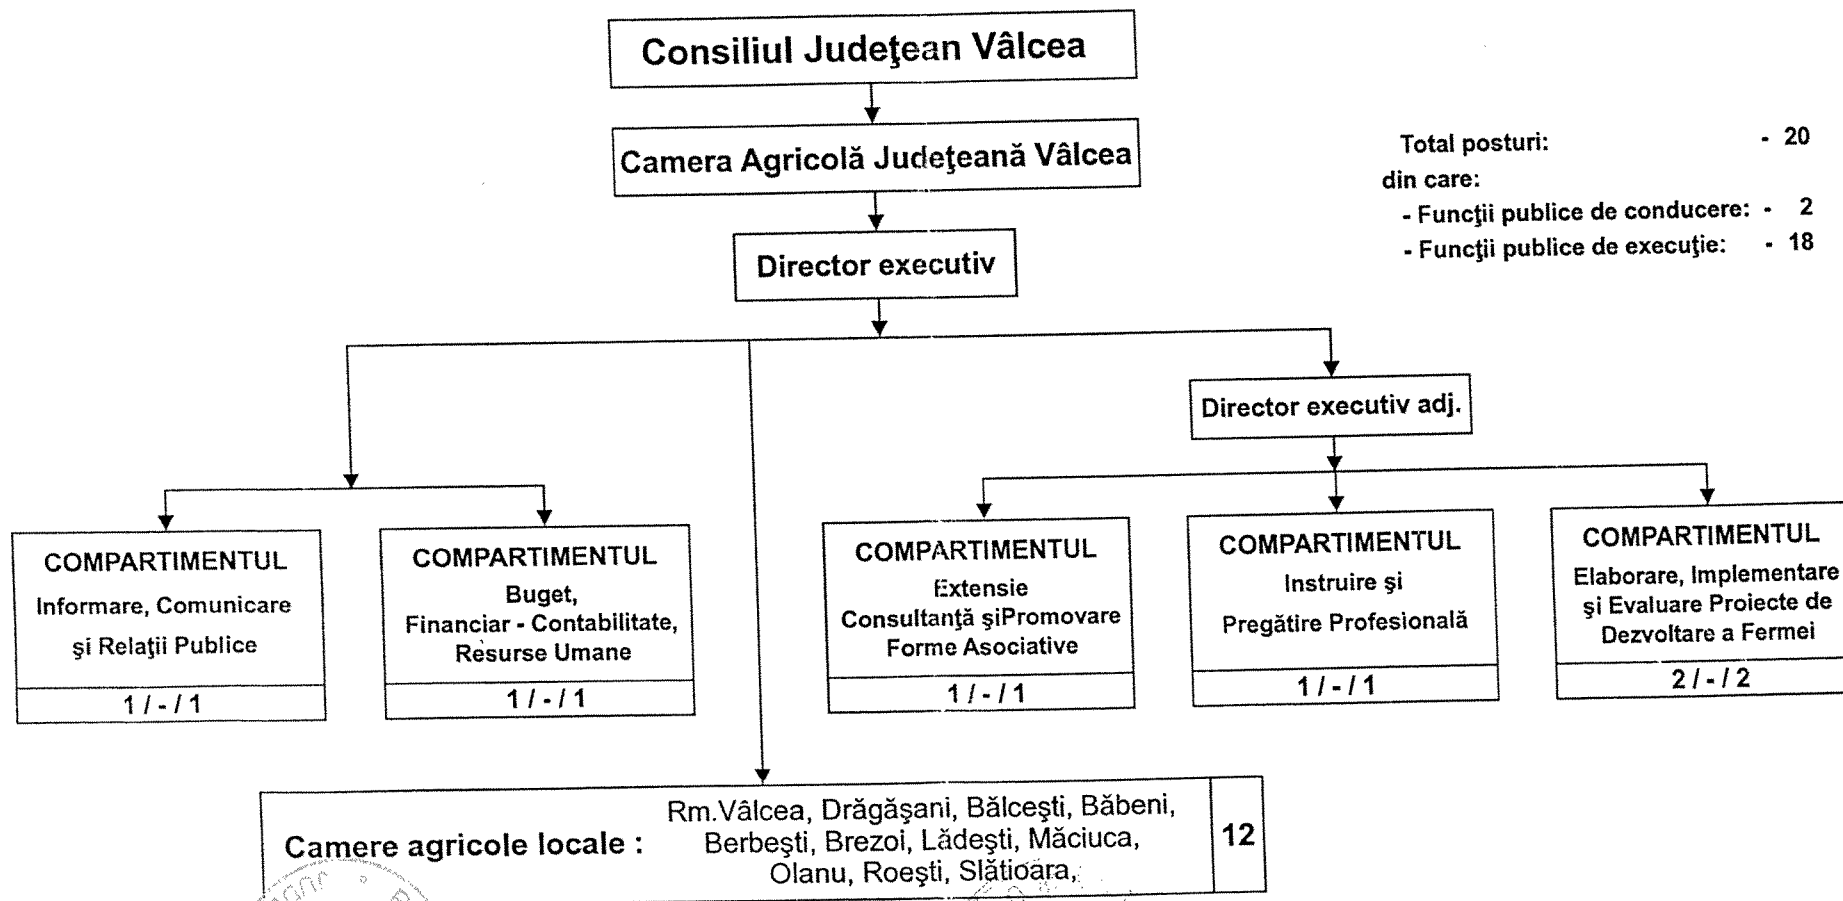 Consiliul Judeţean Vâlcea
Camera Agricolă Judeţeană Vâlcea
Total posturi: - 20
din care:
- Funcţii publice de conducere: - 2
- Funcţii publice de execuţie: - 18
Director executiv
Director executiv adj.
COMPARTIMENTUL
Informare, Comunicare
şi Relaţii Publice
1 / - / 1
COMPARTIMENTUL
Buget,
Financiar - Contabilitate,
Resurse Umane
1 / - / 1
COMPARTIMENTUL
Extensie
Consultanţă şiPromovare
Forme Asociative
1 / - / 1
COMPARTIMENTUL
Instruire şi
Pregătire Profesională
1 / - / 1
COMPARTIMENTUL
Elaborare, Implementare
şi Evaluare Proiecte de
Dezvoltare a Fermei
2 / - / 2
Camere agricole locale :
Rm.Vâlcea, Drăgăşani, Bălceşti, Băbeni,
Berbeşti, Brezoi, Lădeşti, Măciuca,
Olanu, Roeşti, Slătioara,
12